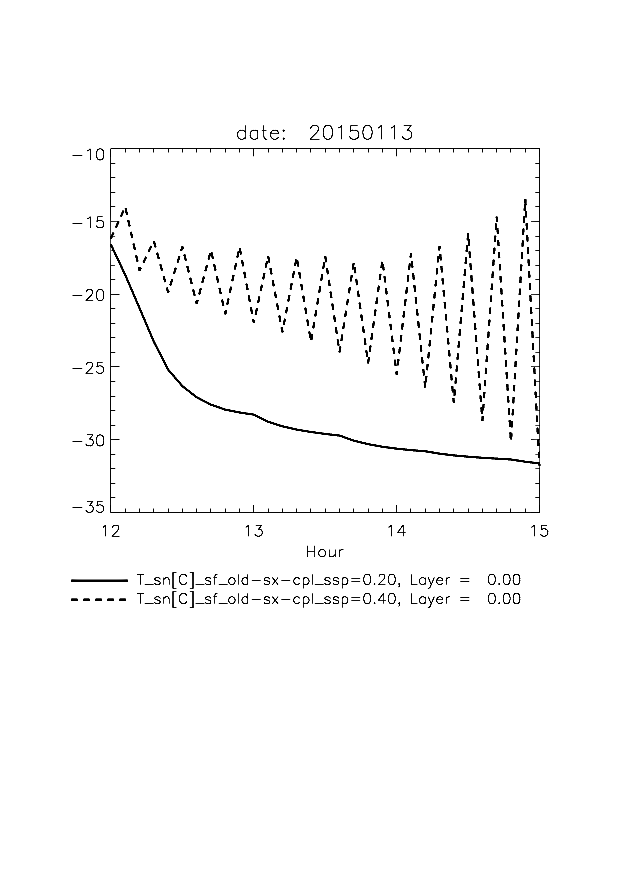 date: 20150113
-10
-15
-20
-25
-30
-35
12 13 14 15
Hour
T_sn[C]_sf_old-sx-cpl_ssp=0.20, Layer = 0.00
T_sn[C]_sf_old-sx-cpl_ssp=0.40, Layer = 0.00